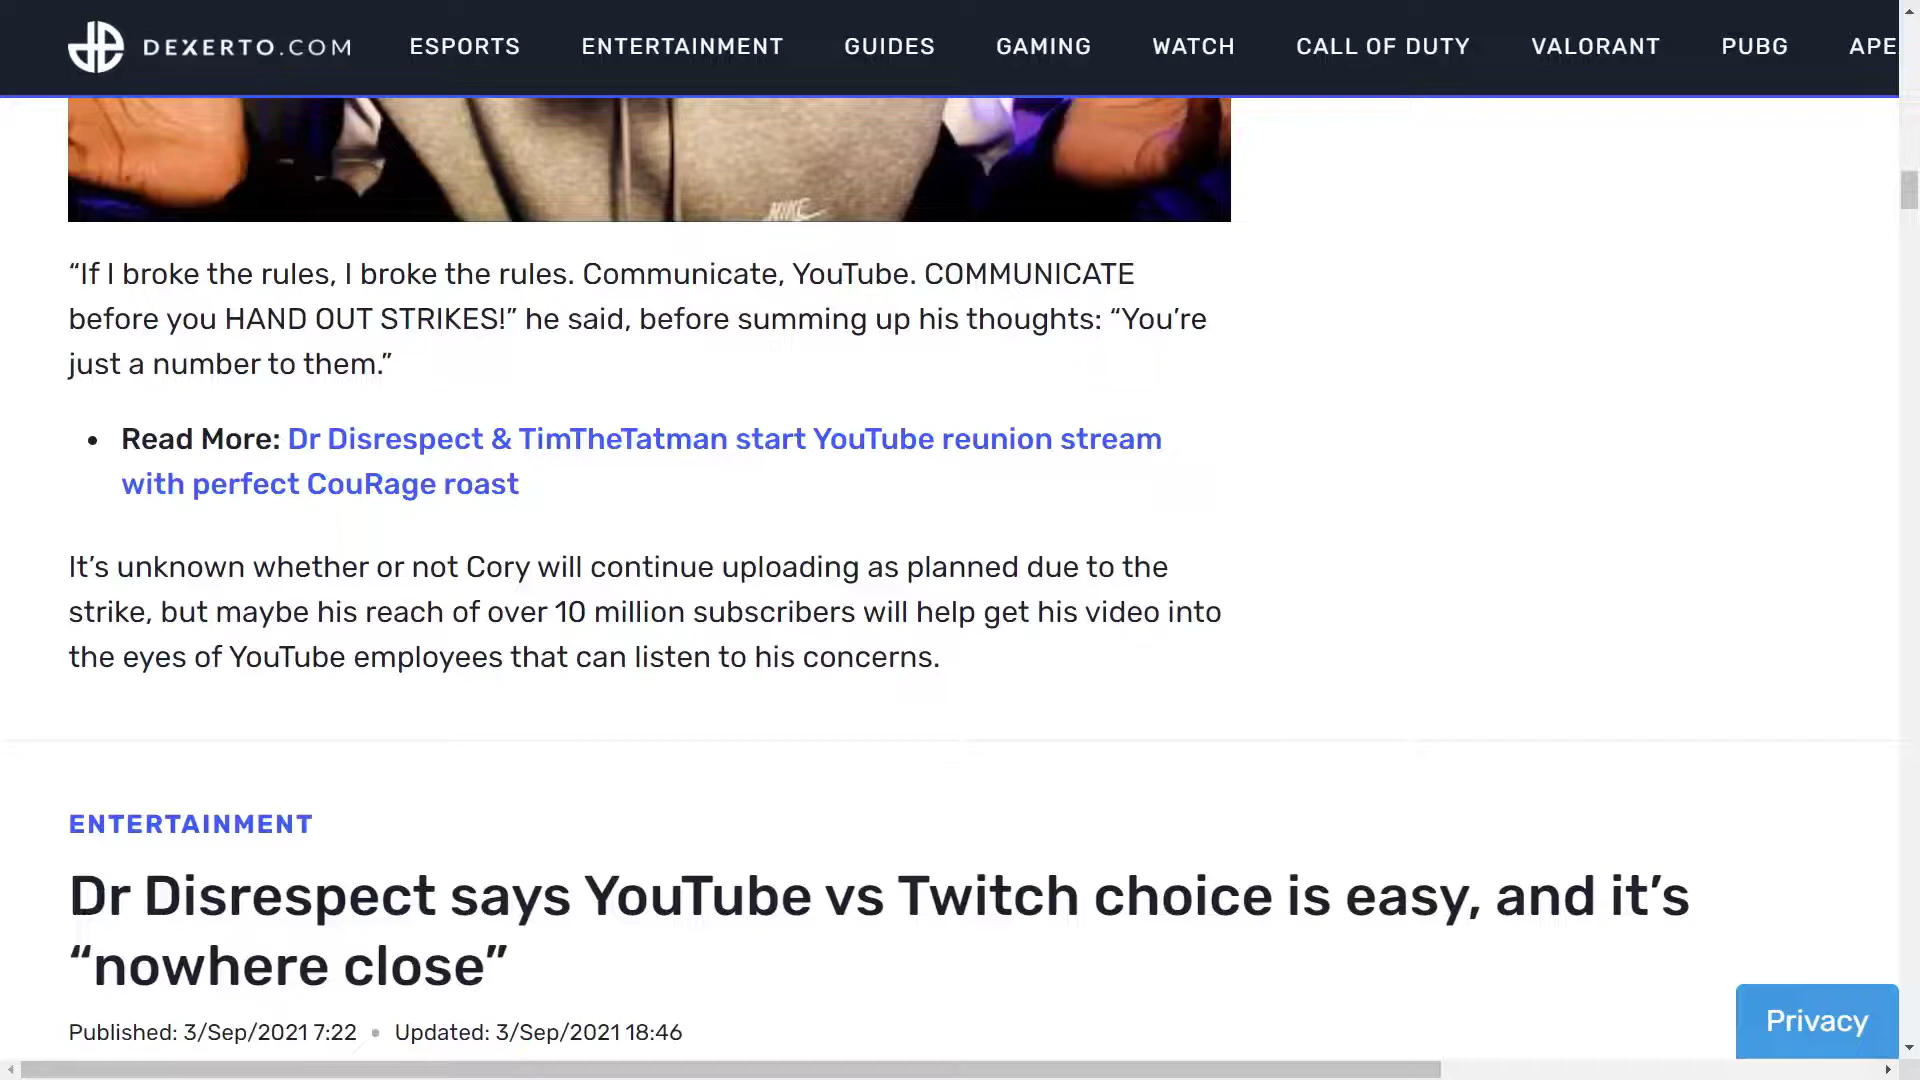 DEXERTO.COM ESPORTS ENTERTAINMENT GUIDES GAMING WATCH CALL OF DUTY VALORANT PUBG APE
NIKE
“If I broke the rules, I broke the rules. Communicate, YouTube. COMMUNICATE
before you HAND OUT STRIKES!” he said, before summing up his thoughts: “You’re
just a number to them.”
• Read More: Dr Disrespect & TimTheTatman start YouTube reunion stream
with perfect CouRage roast
It’s unknown whether or not Cory will continue uploading as planned due to the
strike, but maybe his reach of over 10 million subscribers will help get his video into
the eyes of YouTube employees that can listen to his concerns.
ENTERTAINMENT
Dr Disrespect says YouTube vs Twitch choice is easy, and it’s
“nowhere close”
Published: 3/Sep/2021 7:22 • Updated: 3/Sep/2021 18:46
Privacy